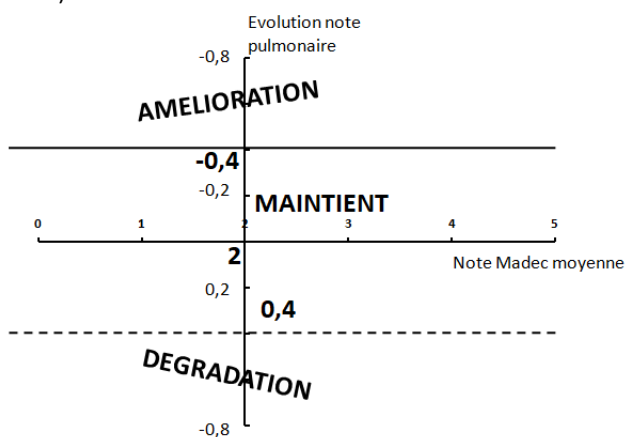 Evolution note
pulmonaire
-0,8
AMELIORATION
-0,4
-0,2
MAINTIENT
0 1 2 3 4 5
2
Note Madec moyenne
0,2
0,4
DEGRADATION
-0,8